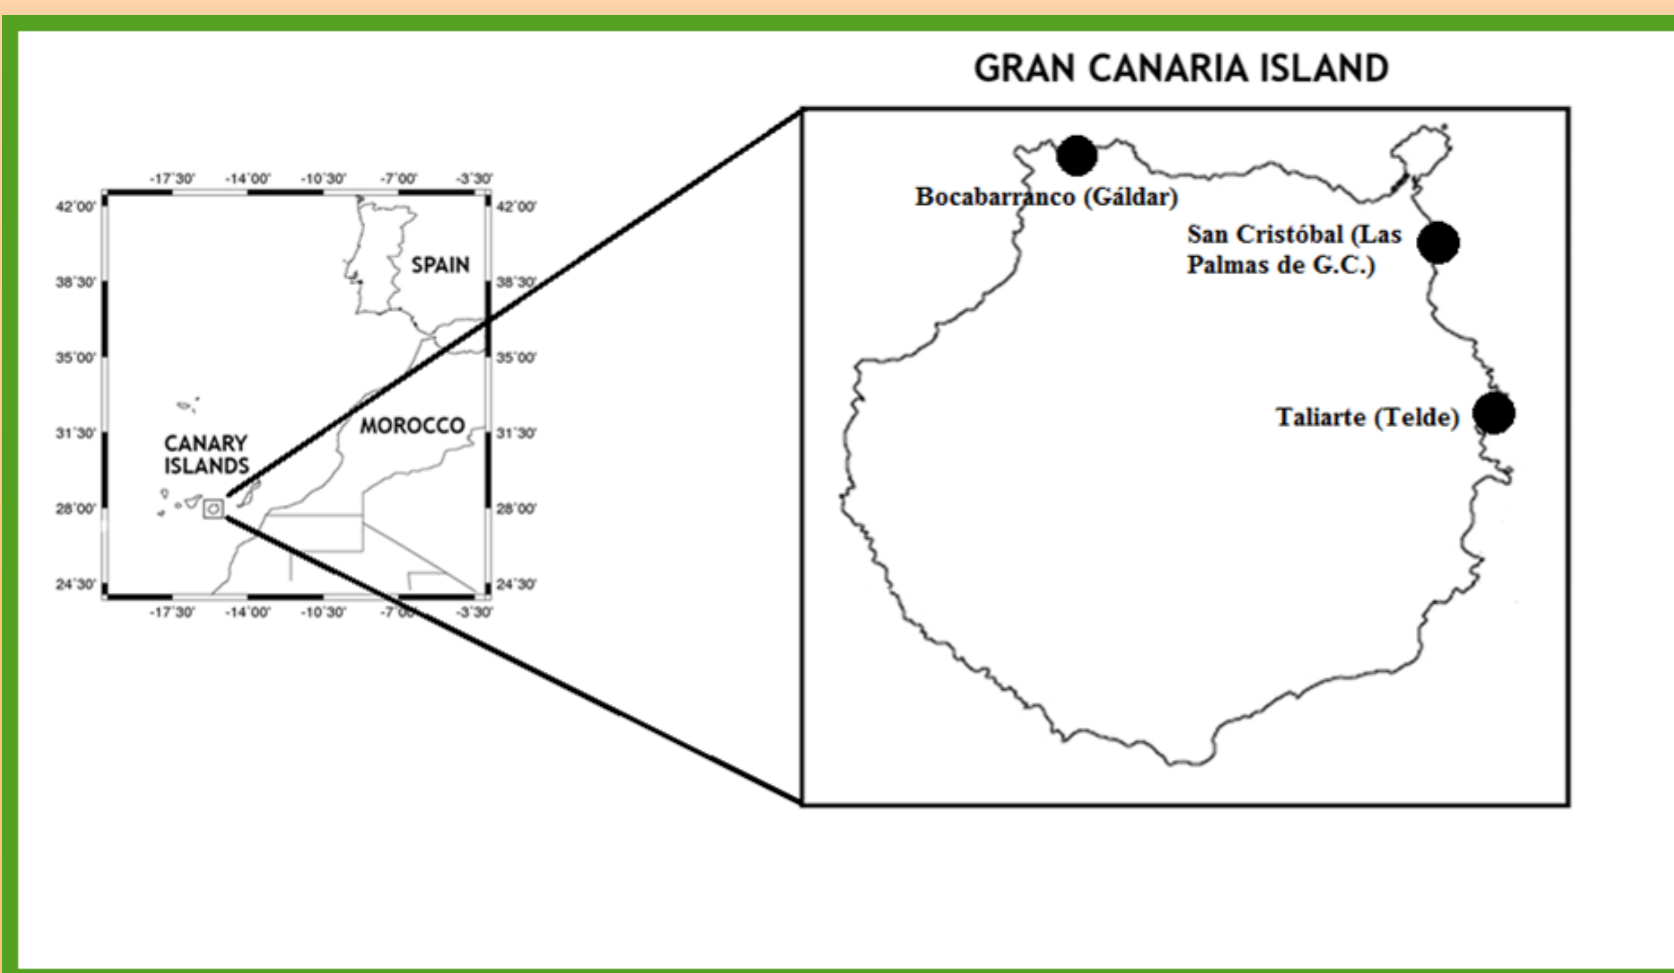 GRAN CANARIA ISLAND
-17˚30' -14˚00' -10˚30' -7˚00' -3˚30'
42˚00' 42˚00'
SPAIN
38˚30' 38˚30'
35˚00' 35˚00'
MOROCCO
31˚30' 31˚30'
CANARY
ISLANDS
28˚00' 28˚00'
24˚30' 24˚30'
-17˚30' -14˚00' -10˚30' -7˚00' -3˚30'
Bocabarranco (Gáldar)
San Cristóbal (Las
Palmas de G.C.)
Taliarte (Telde)